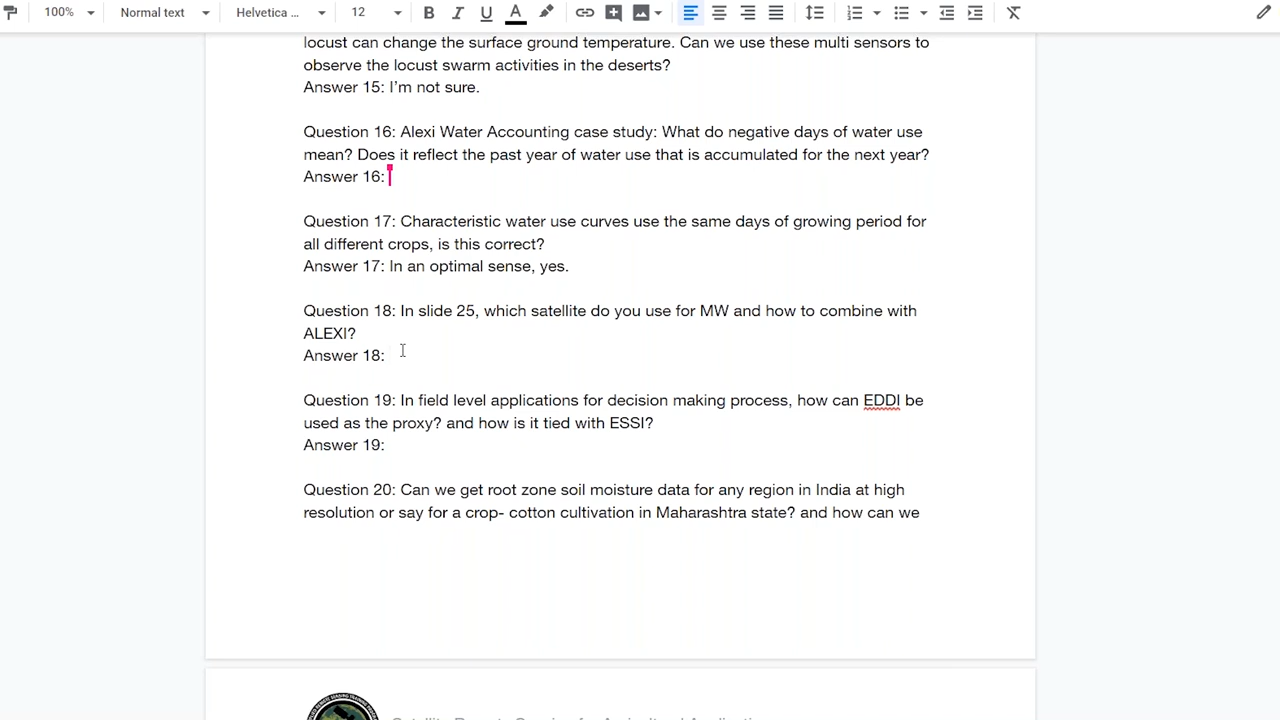 100%
Normal text
Helvetica ...
12
B
I
U
A
locust can change the surface ground temperature. Can we use these multi sensors to
observe the locust swarm activities in the deserts?
Answer 15: I’m not sure.
Question 16: Alexi Water Accounting case study: What do negative days of water use
mean? Does it reflect the past year of water use that is accumulated for the next year?
Answer 16:
Question 17: Characteristic water use curves use the same days of growing period for
all different crops, is this correct?
Answer 17: In an optimal sense, yes.
Question 18: In slide 25, which satellite do you use for MW and how to combine with
ALEXI?
Answer 18:
Question 19: In field level applications for decision making process, how can EDDI be
used as the proxy? and how is it tied with ESSI?
Answer 19:
Question 20: Can we get root zone soil moisture data for any region in India at high
resolution or say for a crop- cotton cultivation in Maharashtra state? and how can we